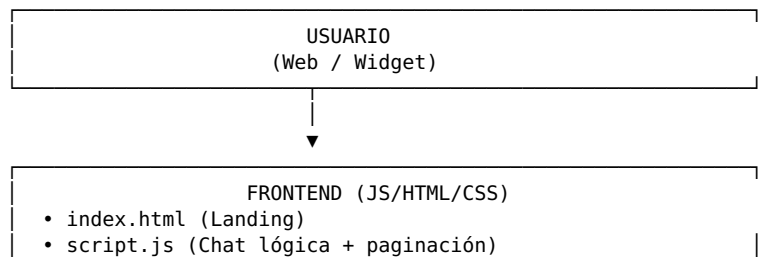 USUARIO
(Web / Widget)
▼
FRONTEND (JS/HTML/CSS)
• index.html (Landing)
• script.js (Chat lógica + paginación)